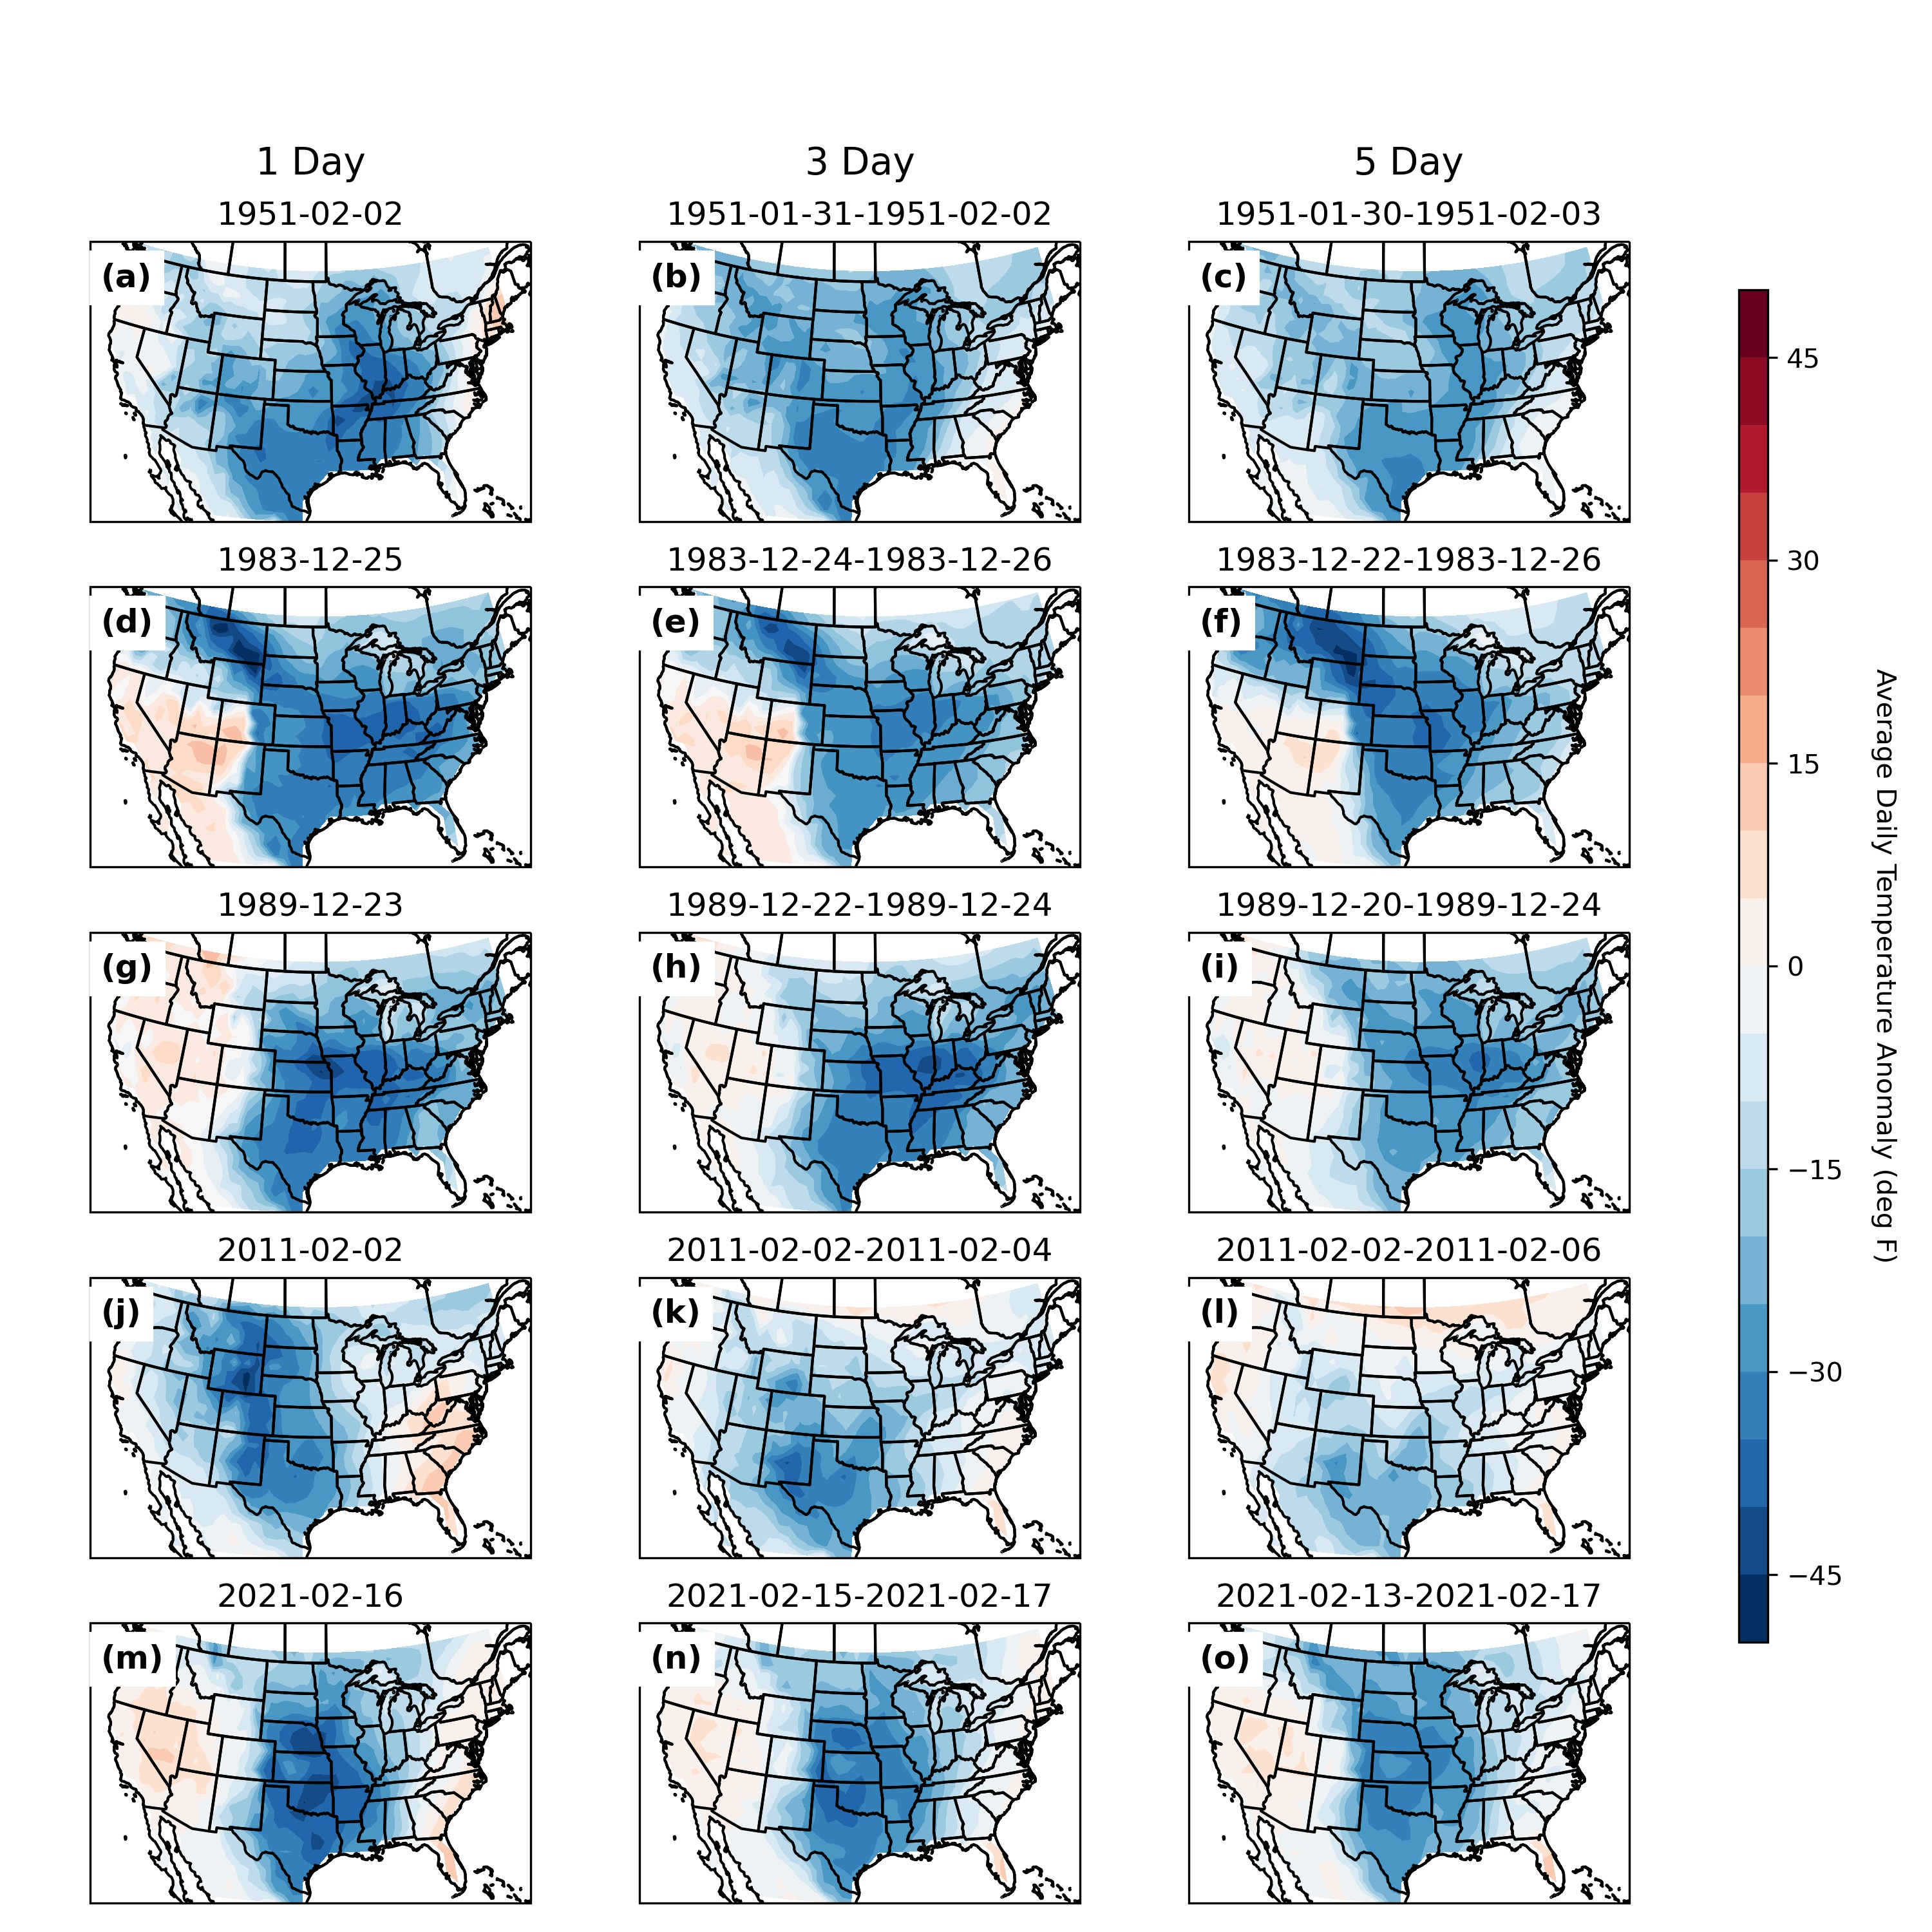 1 Day
3 Day
5 Day
1951-02-02
1951-01-31-1951-02-02
1951-01-30-1951-02-03
(a)
(b)
(c)
1983-12-25
1983-12-24-1983-12-26
1983-12-22-1983-12-26
(d)
(e)
(f)
1989-12-23
1989-12-22-1989-12-24
1989-12-20-1989-12-24
(g)
(h)
(i)
2011-02-02
2011-02-02-2011-02-04
2011-02-02-2011-02-06
(j)
(k)
(l)
2021-02-16
2021-02-15-2021-02-17
2021-02-13-2021-02-17
(m)
(n)
(o)
45
30
15
0
−15
−30
−45
Average Daily Temperature Anomaly (deg F)